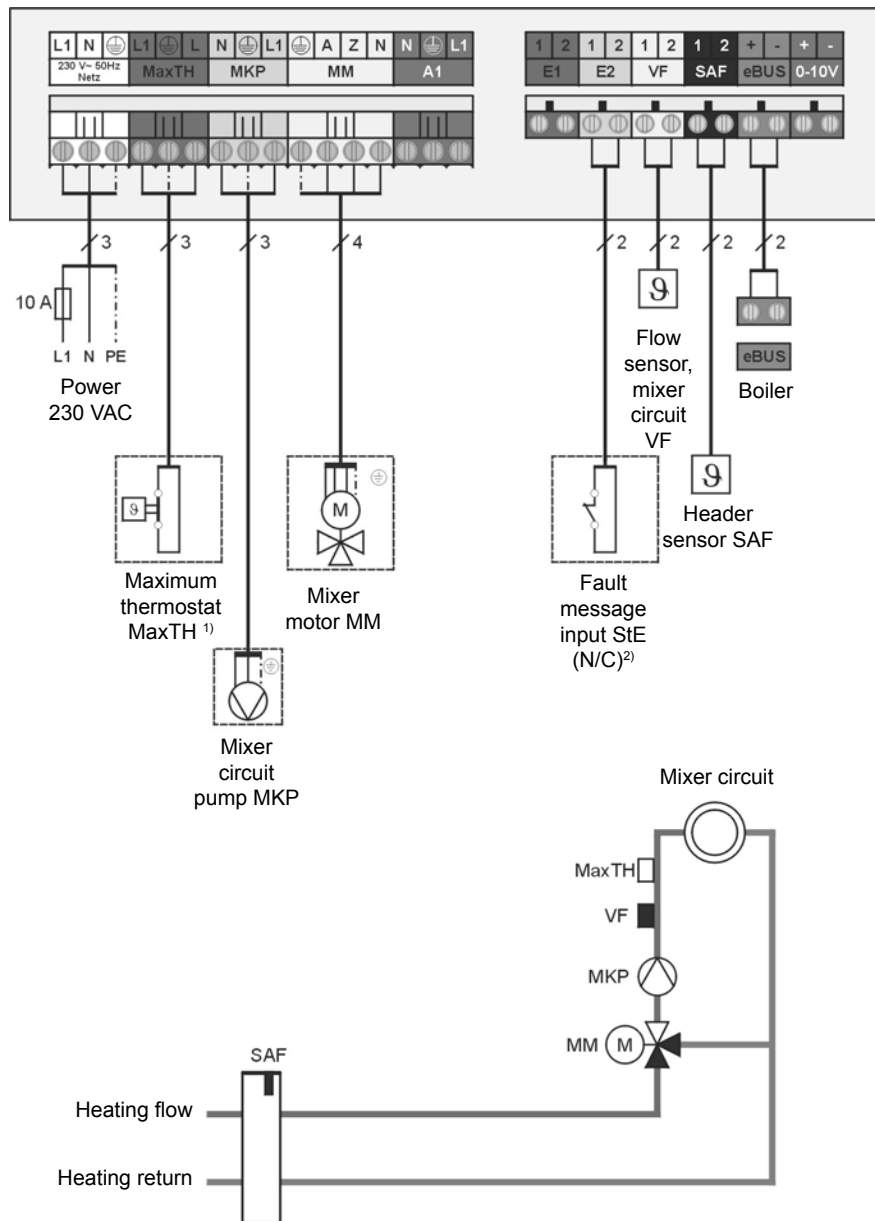 L1 N L1 L N L1 A Z N N L1
230 V~ 50Hz
Netz
MaxTH MKP MM A1
1 2 1 2 1 2 1 2 + - + -
E1 E2 VF SAF eBUS 0-10V
3 3 3 4 2 2 2 2
10 A
L1 N PE
Power
230 VAC
ϑ
Flow
sensor,
mixer
circuit
VF
eBUS
Boiler
ϑ
Maximum
thermostat
MaxTH 1)
M
Mixer
motor MM
Fault
message
input StE
(N/C)2)
ϑ
Header
sensor SAF
Mixer
circuit
pump MKP
Mixer circuit
MaxTH
VF
MKP
MM M
SAF
Heating flow
Heating return